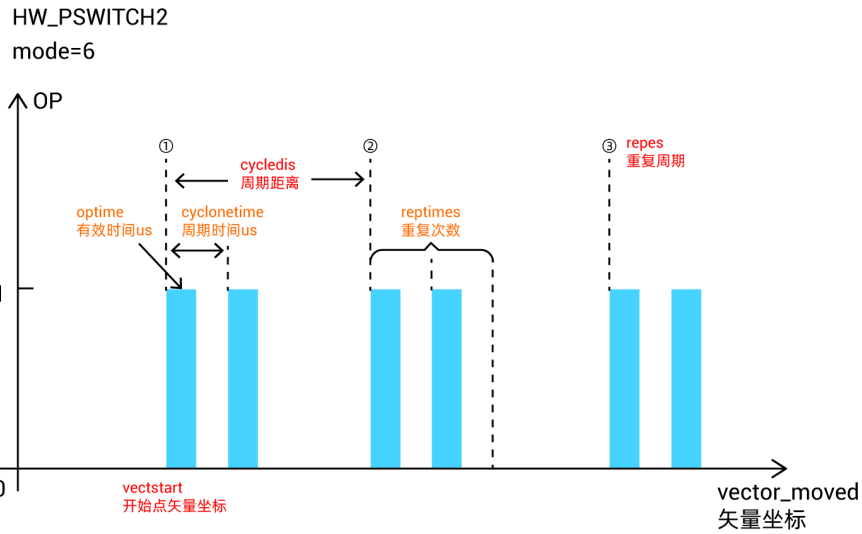 HW_PSWITCH2
mode=6
OP
①
②
③
repes
重复周期
cycledis
周期距离
optime
有效时间us
cyclonetime
周期时间us
reptimes
重复次数
0
vectstart
开始点矢量坐标
vector_moved
矢量坐标